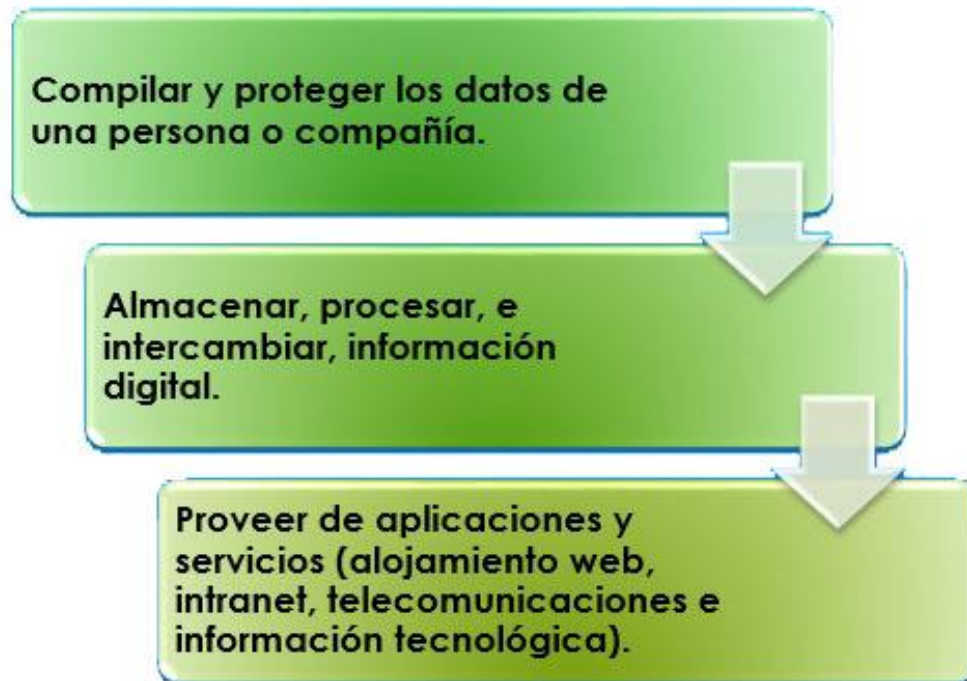 Compilar y proteger los datos de
una persona o compañía.
Almacenar, procesar, e
intercambiar, información
digital.
Proveer de aplicaciones y
servicios (alojamiento web,
intranet, telecomunicaciones e
información tecnológica).